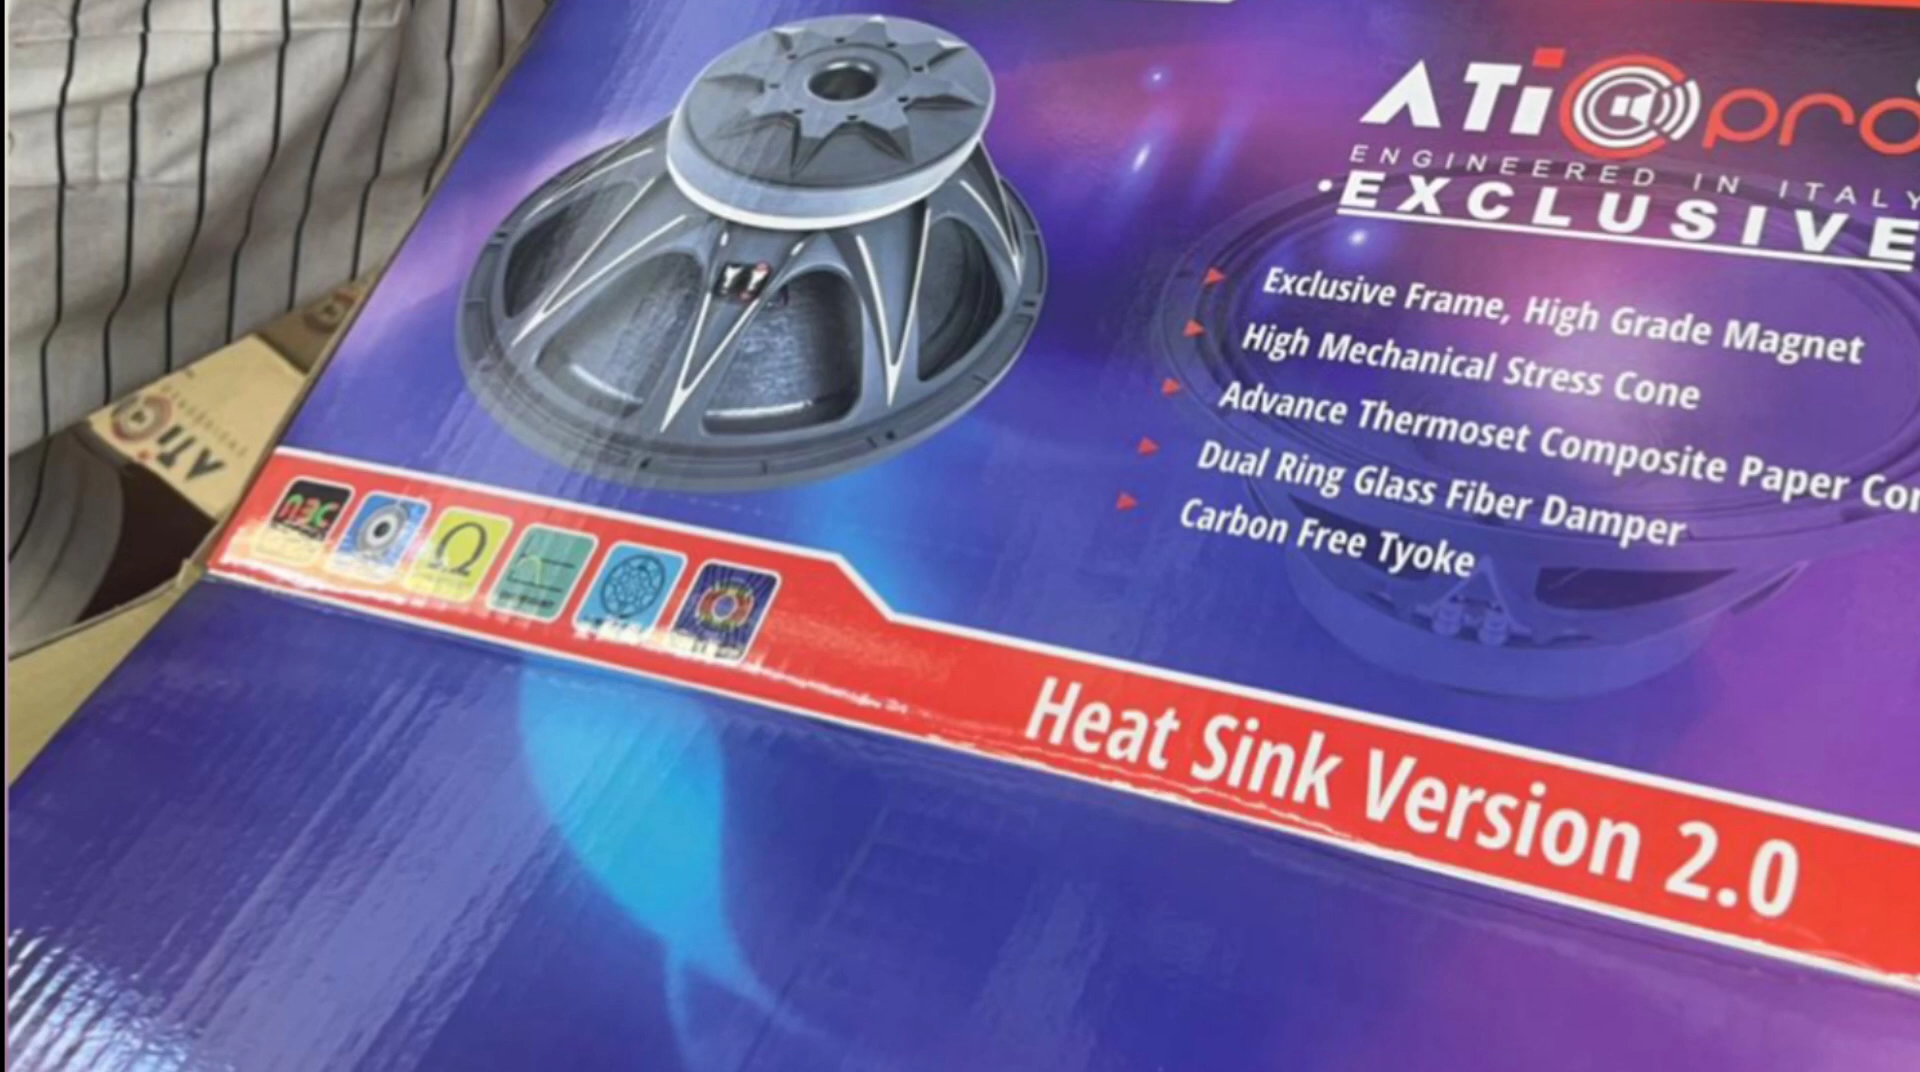 ATi pro
ENGINEERED IN ITALY
•EXCLUSIVE
Exclusive Frame, High Grade Magnet
High Mechanical Stress Cone
Advance Thermoset Composite Paper
Dual Ring Glass Fiber Damper
Carbon Free Tyoke
Ω
Heat Sink Version 2.0
ATi